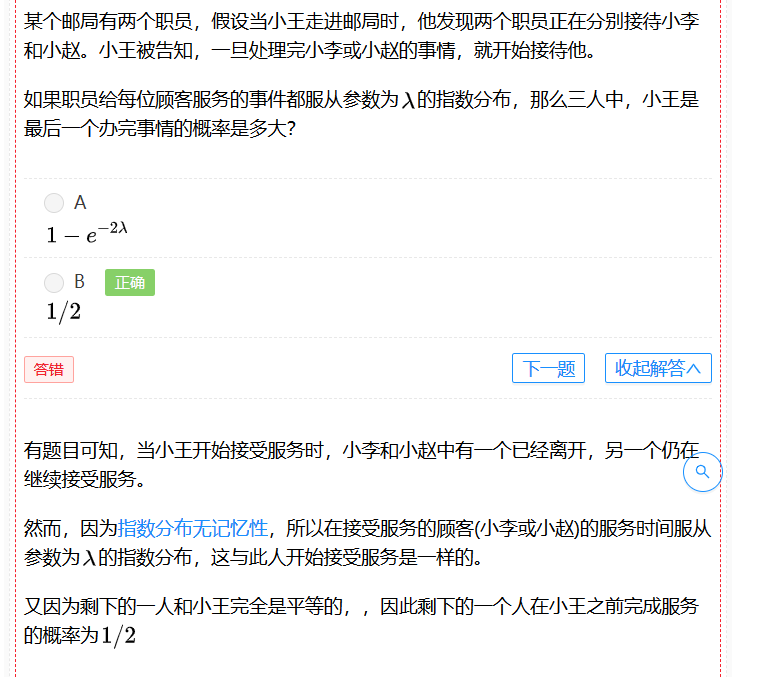 某个邮局有两个职员，假设当小王走进邮局时，他发现两个职员正在分别接待小李
和小赵。小王被告知，一旦处理完小李或小赵的事情，就开始接待他。
如果职员给每位顾客服务的事件都服从参数为λ的指数分布，那么三人中，小王是
最后一个办完事情的概率是多大?
A
1 − e^{−2λ}
B 正确
1/2
答错 下一题 收起解答∧
有题目可知，当小王开始接受服务时，小李和小赵中有一个已经离开，另一个仍在
继续接受服务。
然而，因为指数分布无记忆性，所以在接受服务的顾客(小李或小赵)的服务时间服从
参数为λ的指数分布，这与此人开始接受服务是一样的。
又因为剩下的一人和小王完全是平等的，，因此剩下的一个人在小王之前完成服务
的概率为1/2